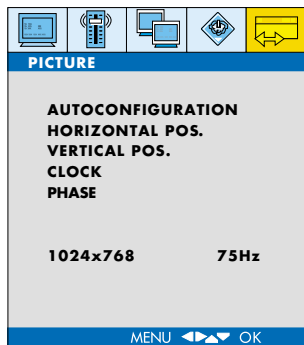 PICTURE
AUTOCONFIGURATION
HORIZONTAL POS.
VERTICAL POS.
CLOCK
PHASE
1024x768 75Hz
MENU OK